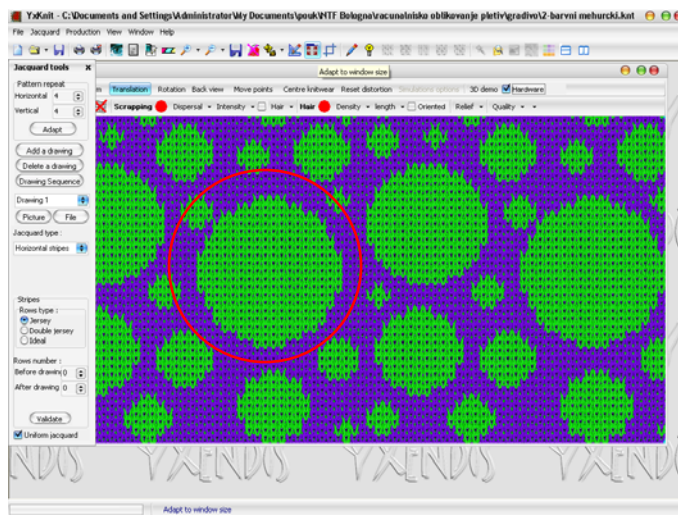 YxKnit - C:\Documents and Settings\Administrator\My Documents\pouk\NTF Bologna\racunalnisko oblikovanje pletiv\gradivo\2-barvni mehurcki.knt
File Jacquard Production View Window Help
Adapt to window size
Jacquard tools X
Translation Rotation Back view Move points Centre knitwear Reset distortion Simulations options 3D demo Hardware
Scrapping Dispersal Intensity Hair Hair Density length Oriented Relief Quality
Pattern repeat
Horizontal 4
Vertical 4
Adapt
Add a drawing
Delete a drawing
Drawing Sequence
Drawing 1
Picture File
Jacquard type :
Horizontal stripes
Stripes
Rows type :
Jersey
Double jersey
Ideal
Rows number :
Before drawing 0
After drawing 0
Validate
Uniform jacquard
NDIS YXENDIS YXENDIS YXEN
Adapt to window size